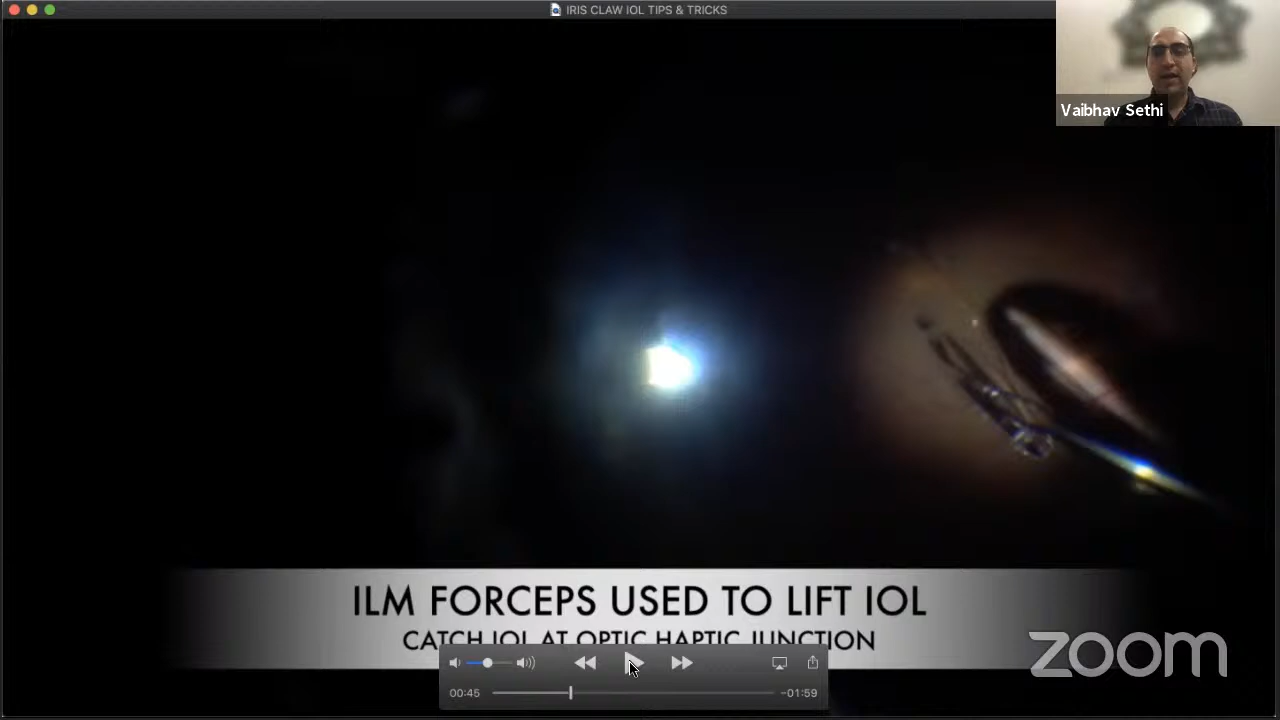 IRIS CLAW IOL TIPS & TRICKS
Vaibhav Sethi
ILM FORCEPS USED TO LIFT IOL
CATCH IOL AT OPTIC HAPTIC JUNCTION
zoom
00:45
-01:59